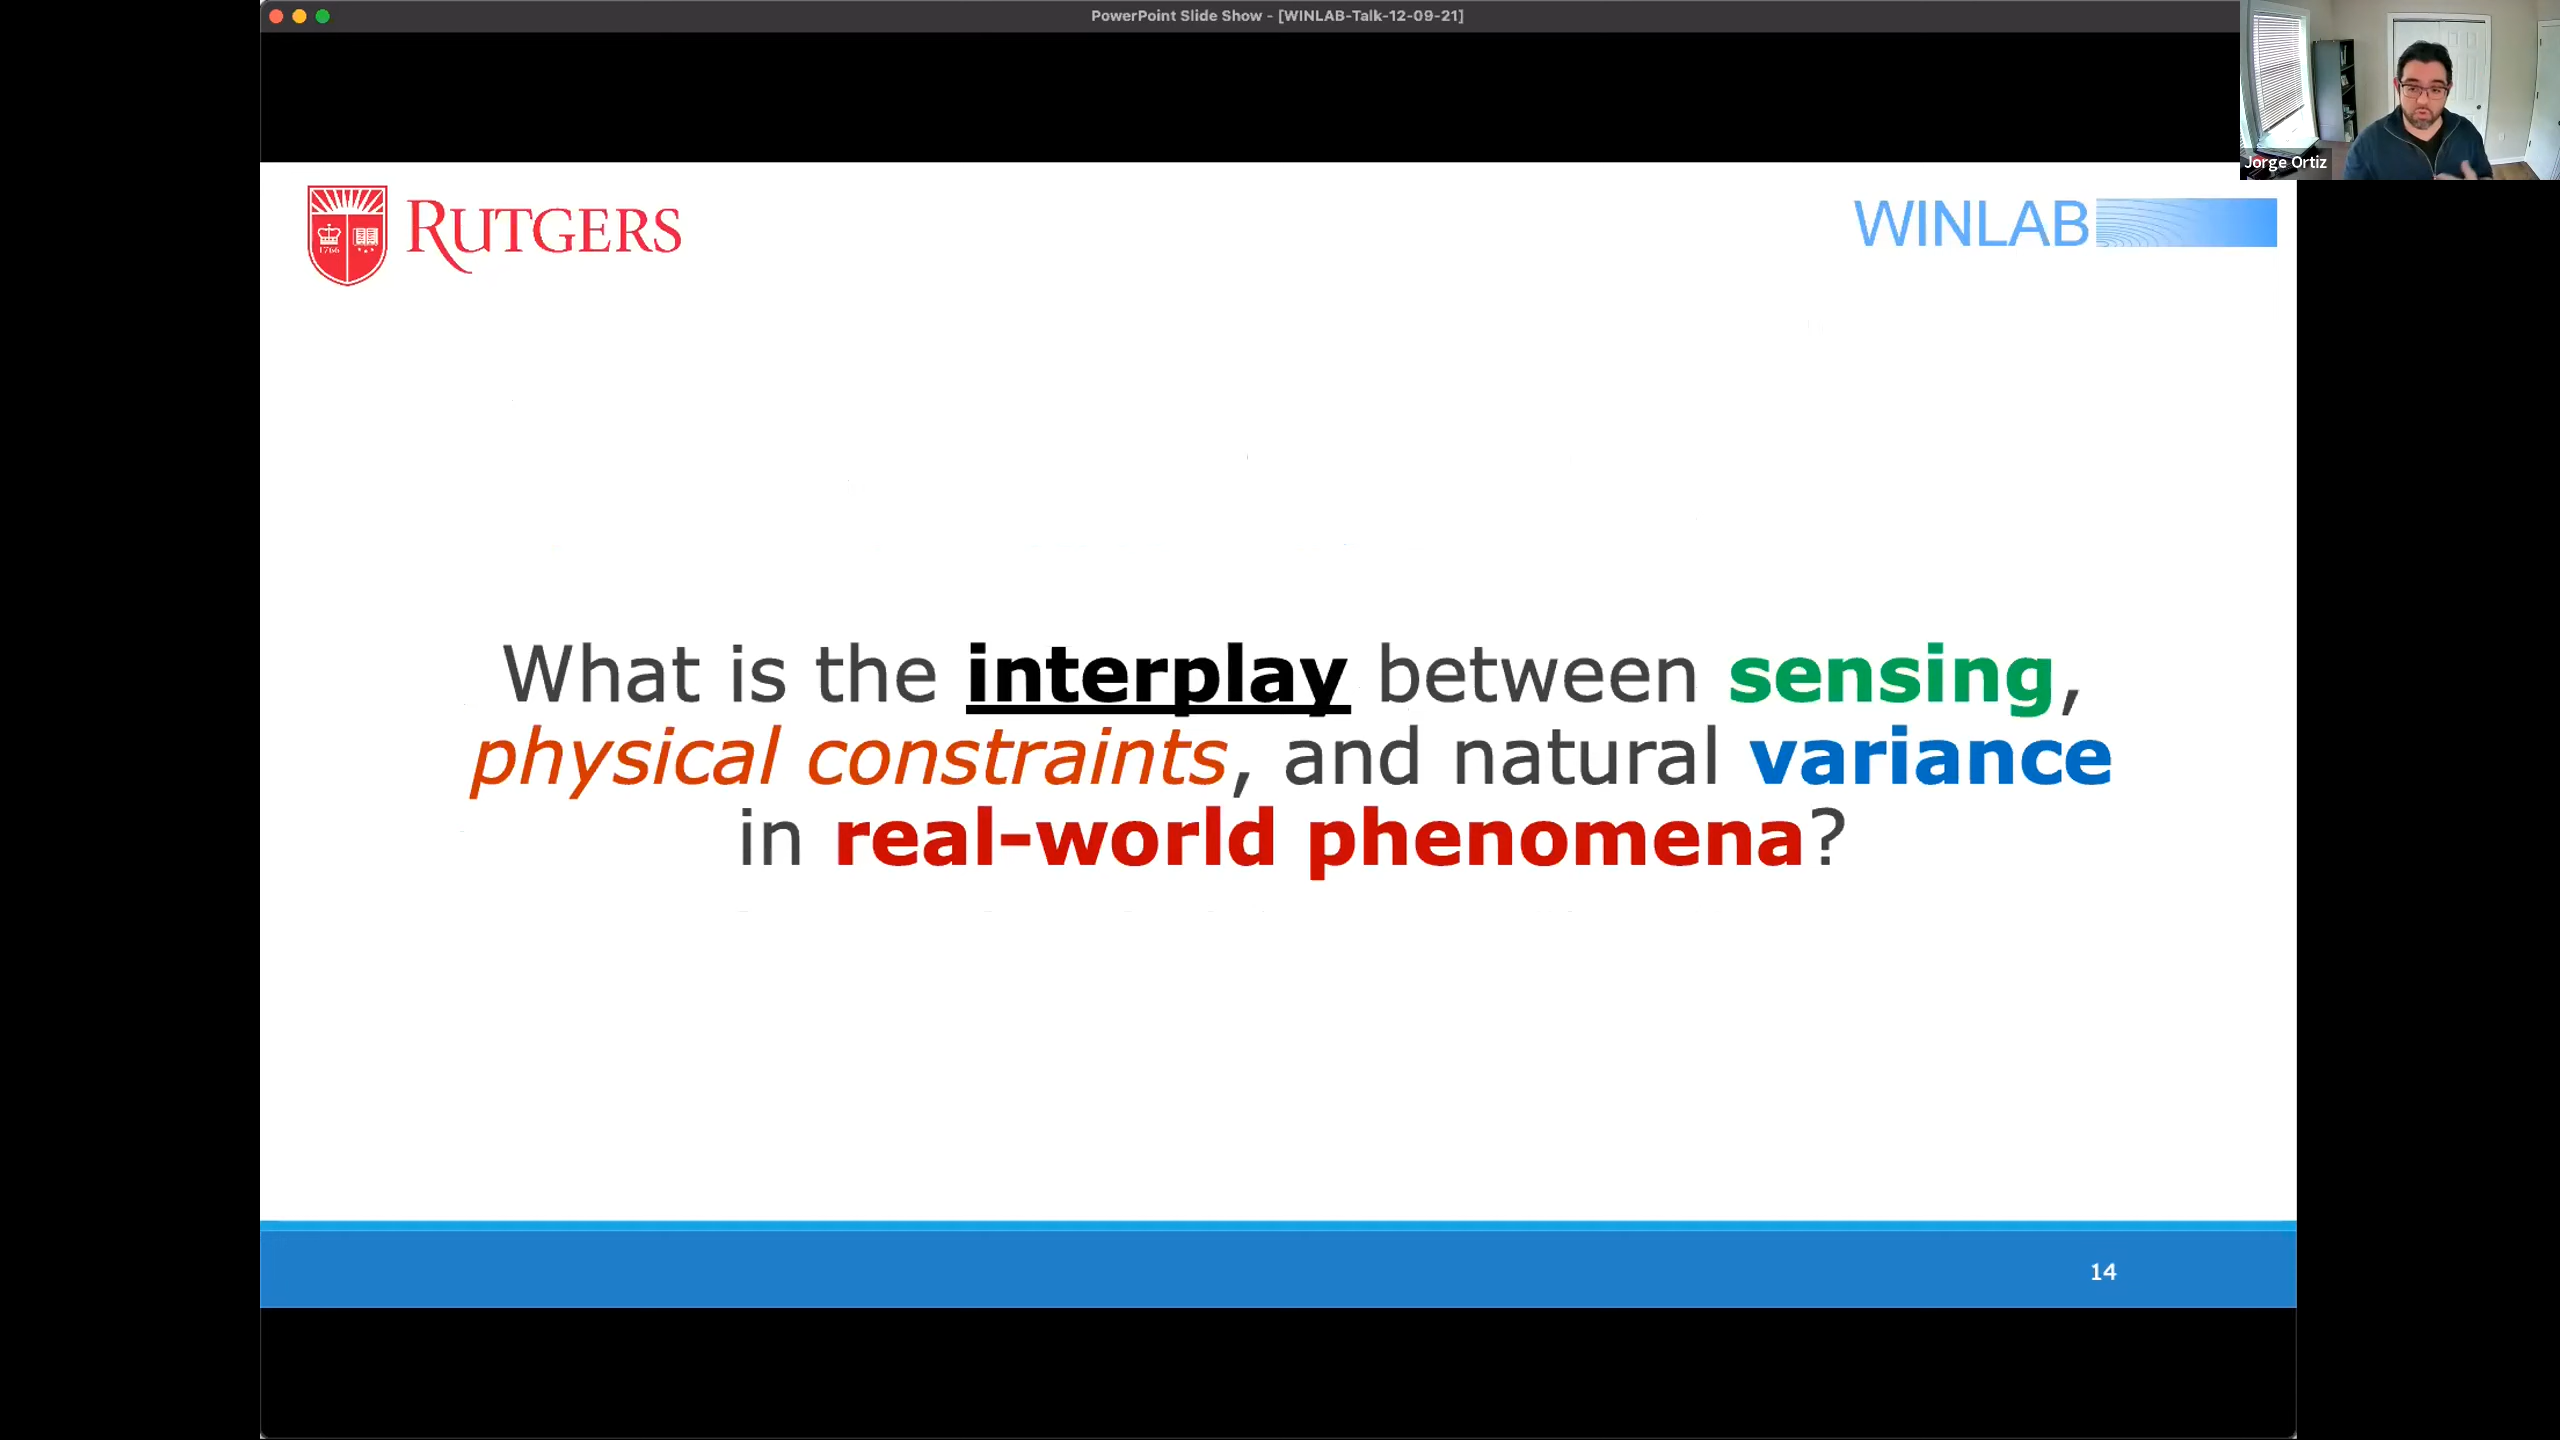 PowerPoint Slide Show - [WINLAB-Talk-12-09-21]
Jorge Ortiz
1766
RUTGERS
WINLAB
What is the interplay between sensing,
physical constraints, and natural variance
in real-world phenomena?
14